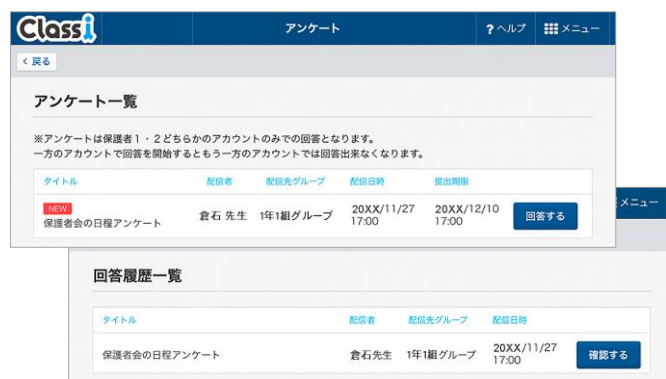 Classi アンケート ?ヘルプ メニュー
<戻る
アンケート一覧
※アンケートは保護者1・2どちらかのアカウントのみでの回答となります。
一方のアカウントで回答を開始するともう一方のアカウントでは回答出来なくなります。
タイトル 配信者 配信先グループ 配信日時 提出期限
NEW
保護者会の日程アンケート 倉石 先生 1年1組グループ 20XX/11/27 17:00 20XX/12/10 17:00 回答する
メニュー
回答履歴一覧
タイトル 配信者 配信先グループ 配信日時
保護者会の日程アンケート 倉石先生 1年1組グループ 20XX/11/27 17:00 確認する